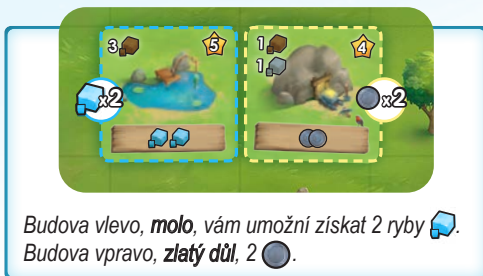 3 5 1 4
1
x2 x2
Budova vlevo, molo, vám umožní získat 2 ryby .
Budova vpravo, zlatý důl, 2 .